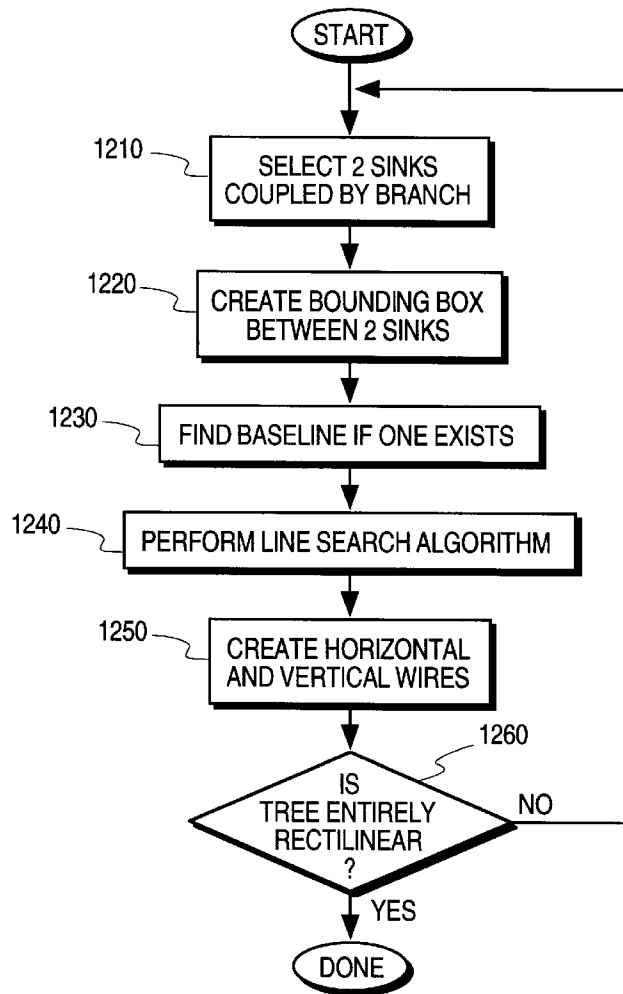 START
1210
SELECT 2 SINKS
COUPLED BY BRANCH
1220
CREATE BOUNDING BOX
BETWEEN 2 SINKS
1230
FIND BASELINE IF ONE EXISTS
1240
PERFORM LINE SEARCH ALGORITHM
1250
CREATE HORIZONTAL
AND VERTICAL WIRES
1260
IS
TREE ENTIRELY
RECTILINEAR
?
NO
YES
DONE